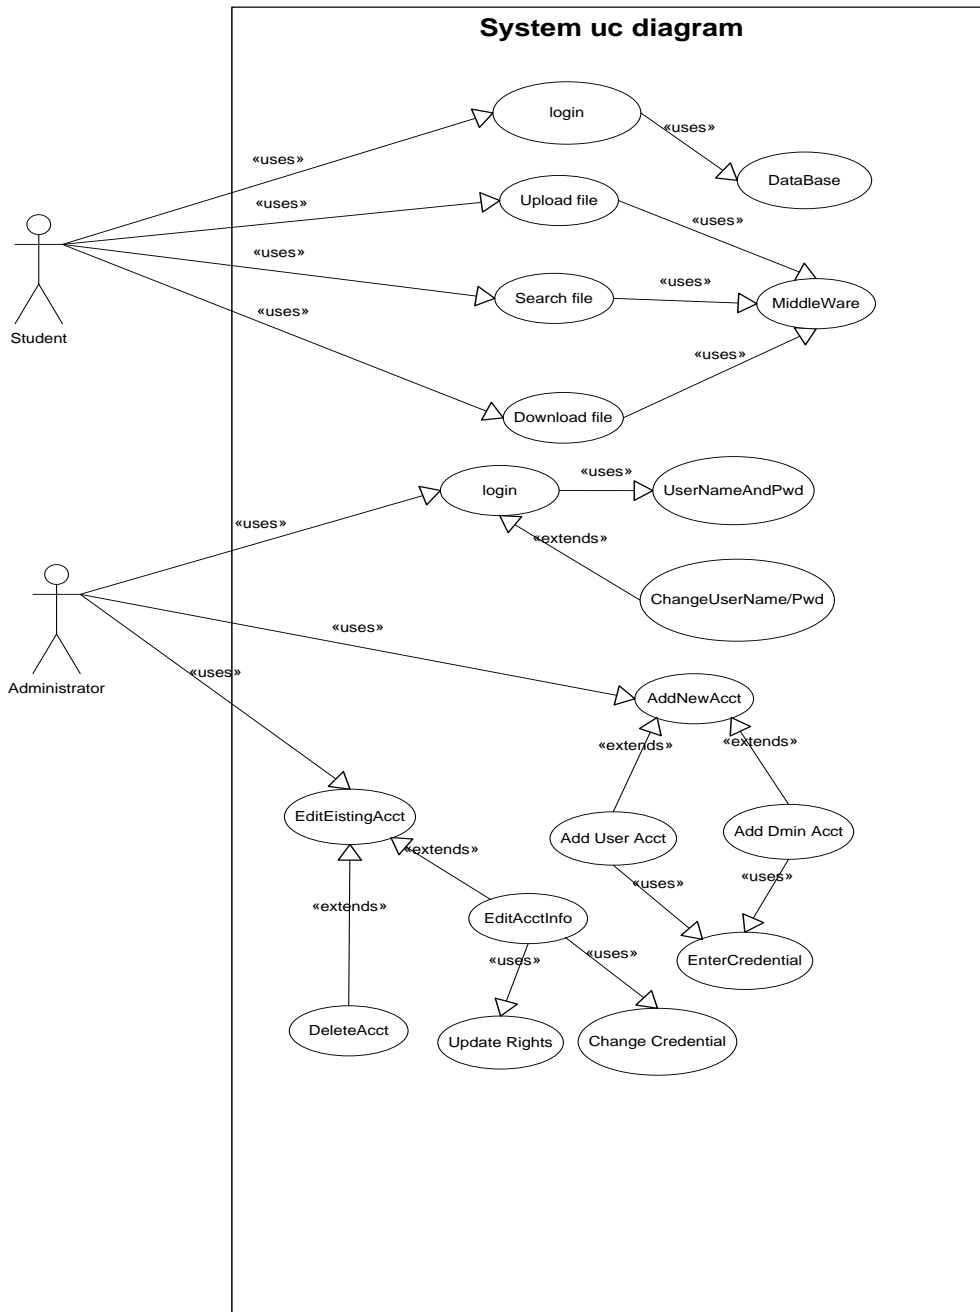 System uc diagram
login
«uses»
«uses»
DataBase
Upload file
«uses»
«uses»
«uses»
Search file
«uses»
MiddleWare
«uses»
Student
«uses»
Download file
«uses»
login
UserNameAndPwd
«uses»
«extends»
ChangeUserName/Pwd
«uses»
«uses»
Administrator
AddNewAcct
«extends»
«extends»
EditEistingAcct
Add User Acct
Add Dmin Acct
«extends»
«uses»
«uses»
«extends»
EditAcctInfo
«uses»
«uses»
EnterCredential
DeleteAcct
Update Rights
Change Credential